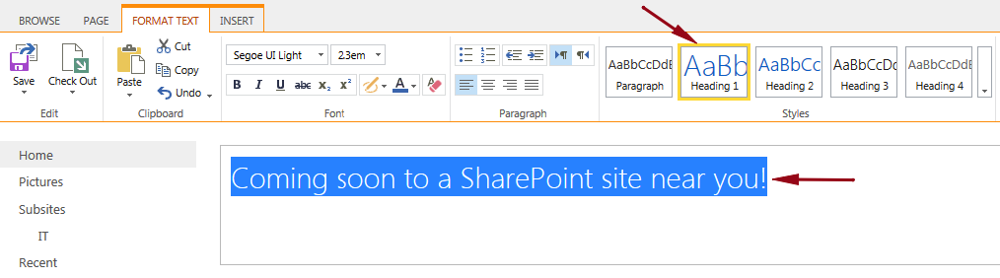 BROWSE PAGE FORMAT TEXT INSERT
Save
Check Out
Edit
Paste
Cut
Copy
Undo
Clipboard
Segoe UI Light 2.3em
B I U abc x₂ x² A A
Font
Paragraph
AaBbCcDdE
Paragraph
AaBb
Heading 1
AaBbCc
Heading 2
AaBbCcDd
Heading 3
AaBbCcDdE
Heading 4
Styles
Home
Pictures
Subsites
IT
Recent
Coming soon to a SharePoint site near you!